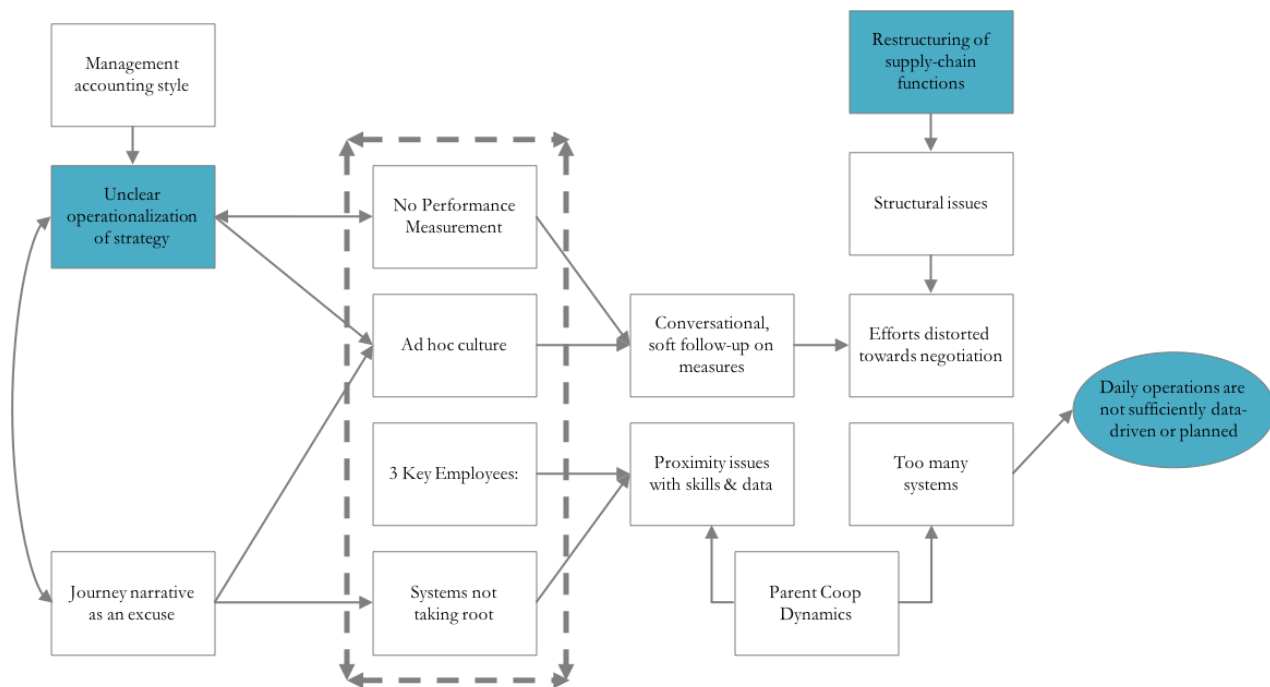 Management
accounting style
Restructuring of
supply-chain
functions
Unclear
operationalization
of strategy
No Performance
Measurement
Structural issues
Ad hoc culture
Conversational,
soft follow-up on
measures
Efforts distorted
towards negotiation
Daily operations are
not sufficiently data-
driven or planned
3 Key Employees:
Proximity issues
with skills & data
Too many
systems
Journey narrative
as an excuse
Systems not
taking root
Parent Coop
Dynamics